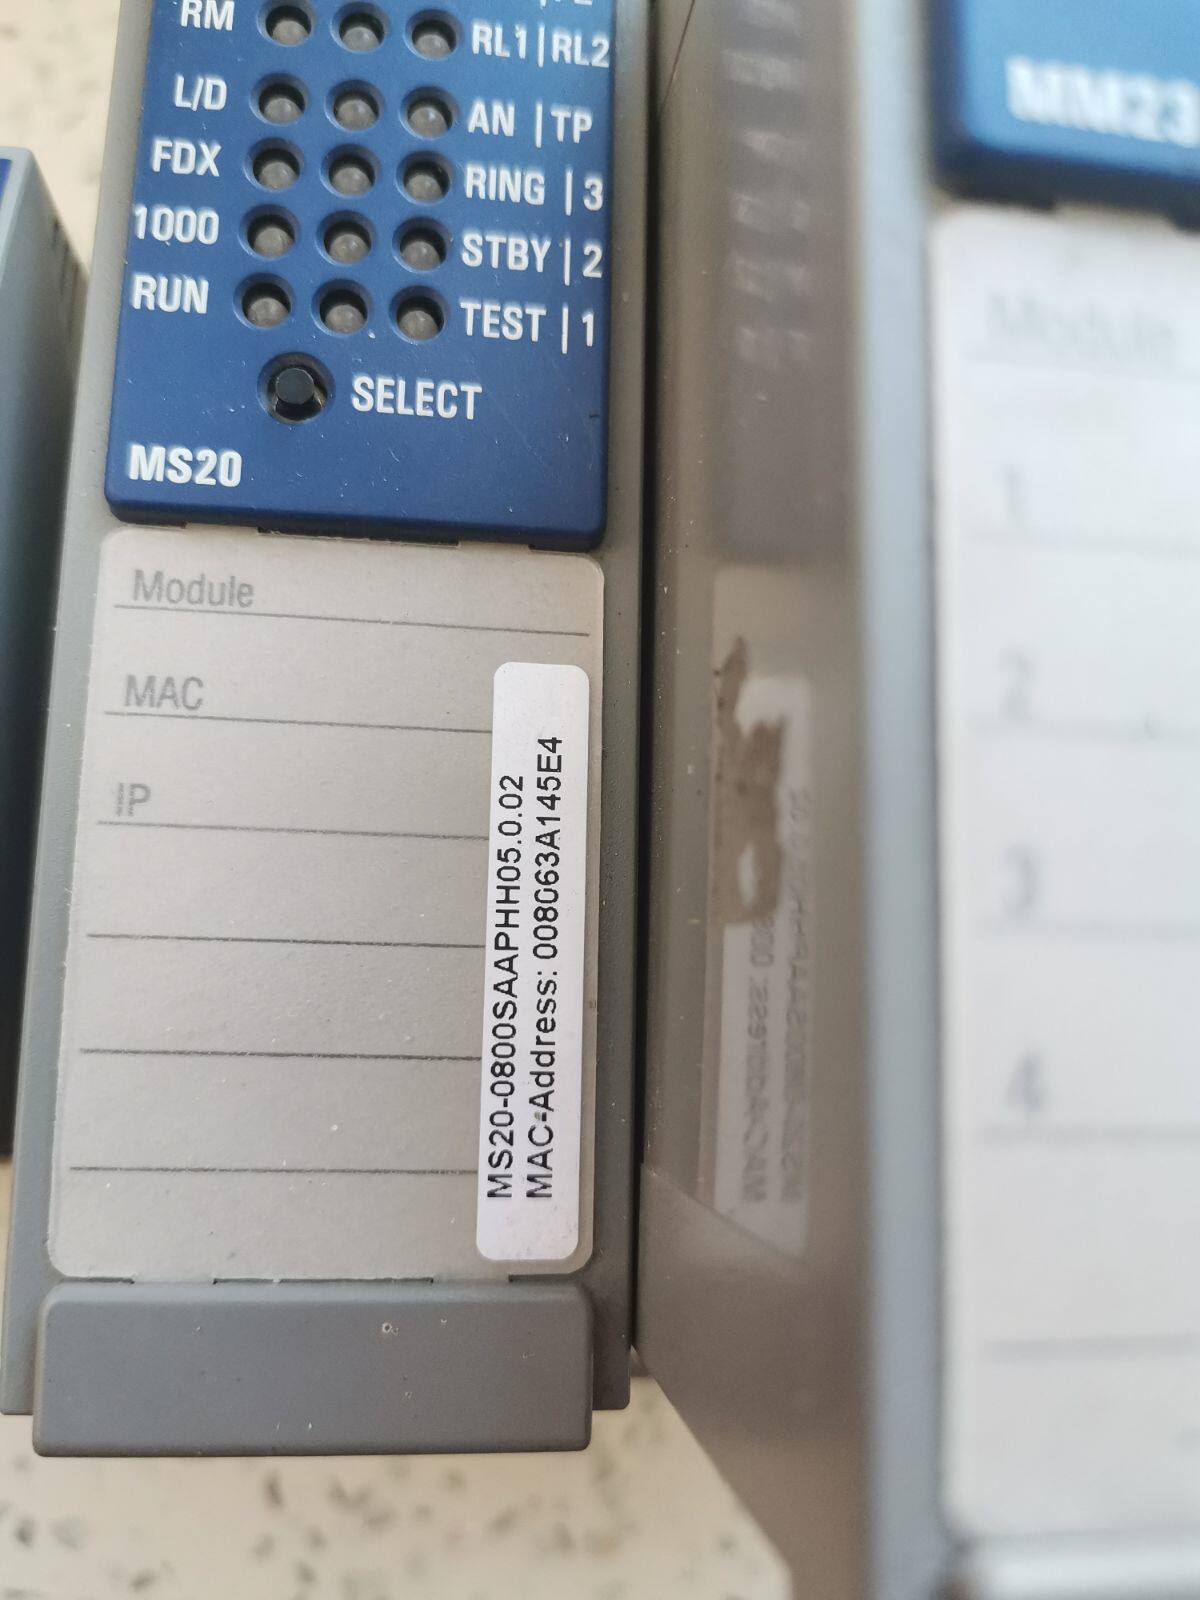 RM
RL1|RL2
L/D
AN |TP
FDX
RING |3
1000
STBY |2
RUN
TEST |1
SELECT
MS20
Module
MAC
IP
MS20-0800SAAPHH05.0.02
MAC-Address: 008063A145E4
MM23
Module
1
2
3
4